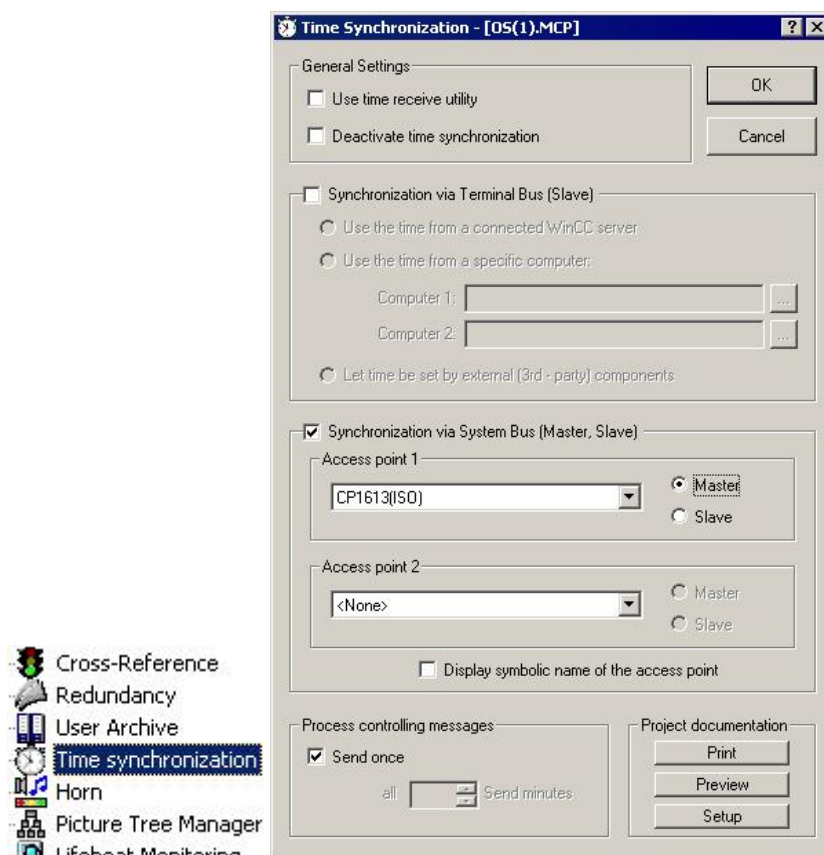 Time Synchronization - [OS(1).MCP]
General Settings
Use time receive utility
Deactivate time synchronization
OK
Cancel
Synchronization via Terminal Bus (Slave)
Use the time from a connected WinCC server
Use the time from a specific computer:
Computer 1:
...
Computer 2:
...
Let time be set by external (3rd - party) components
Synchronization via System Bus (Master, Slave)
Access point 1
CP1613(ISO)
Master
Slave
Access point 2
<None>
Master
Slave
Display symbolic name of the access point
Process controlling messages
Send once
all Send minutes
Project documentation
Print
Preview
Setup
Cross-Reference
Redundancy
User Archive
Time synchronization
Horn
Picture Tree Manager
Lifebeat Monitoring